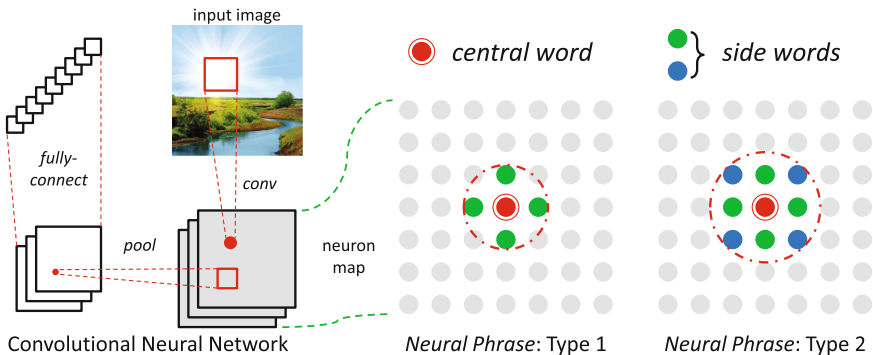 input image
central word
side words
fully-
connect
conv
pool
neuron
map
Convolutional Neural Network
Neural Phrase: Type 1
Neural Phrase: Type 2